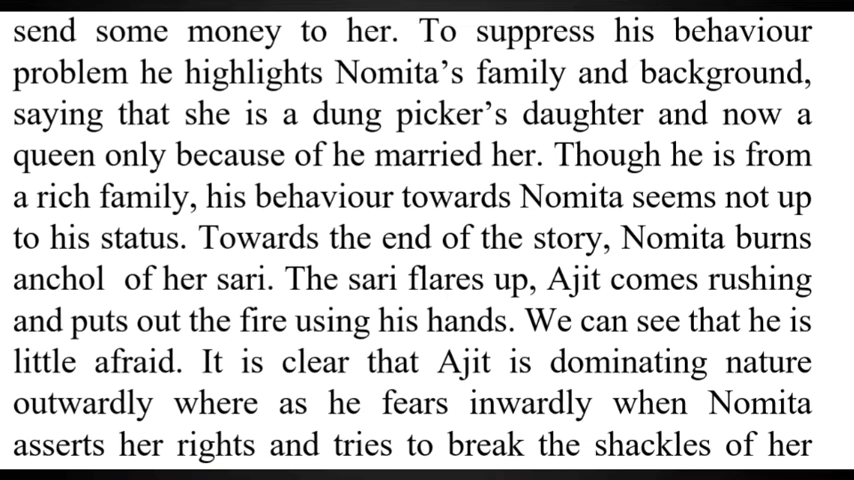 send some money to her. To suppress his behaviour
problem he highlights Nomita's family and background,
saying that she is a dung picker's daughter and now a
queen only because of he married her. Though he is from
a rich family, his behaviour towards Nomita seems not up
to his status. Towards the end of the story, Nomita burns
anchol of her sari. The sari flares up, Ajit comes rushing
and puts out the fire using his hands. We can see that he is
little afraid. It is clear that Ajit is dominating nature
outwardly where as he fears inwardly when Nomita
asserts her rights and tries to break the shackles of her